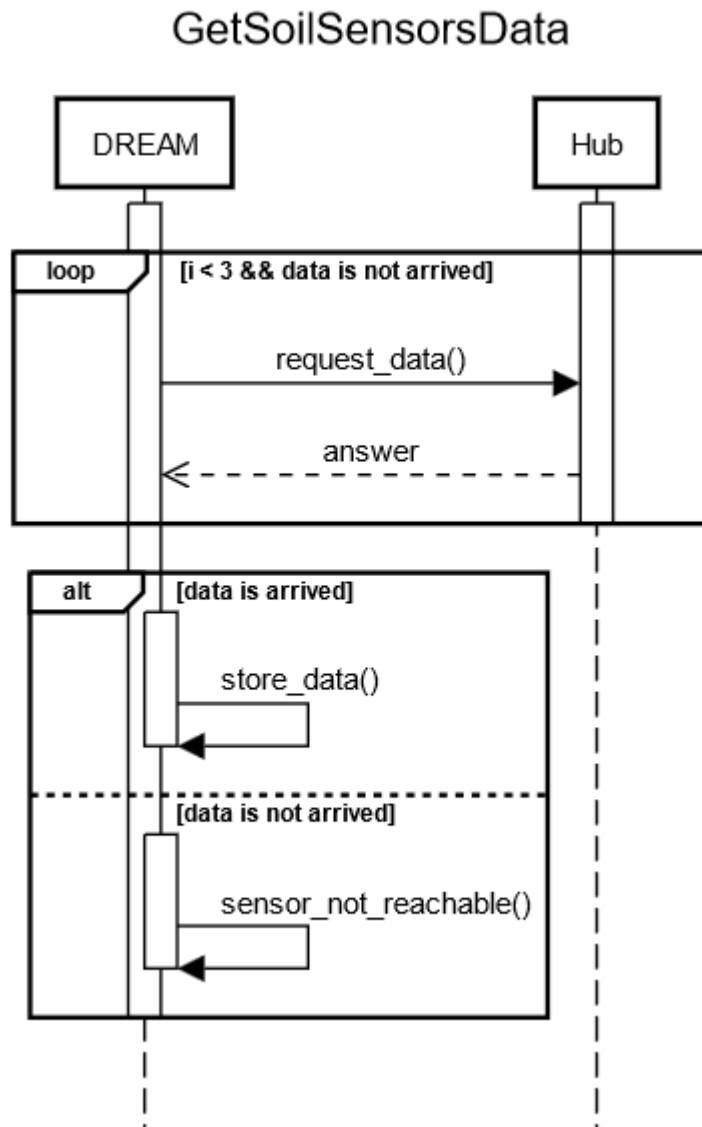 GetSoilSensorsData
DREAM
Hub
loop
[i < 3 && data is not arrived]
request_data()
answer
alt
[data is arrived]
store_data()
[data is not arrived]
sensor_not_reachable()